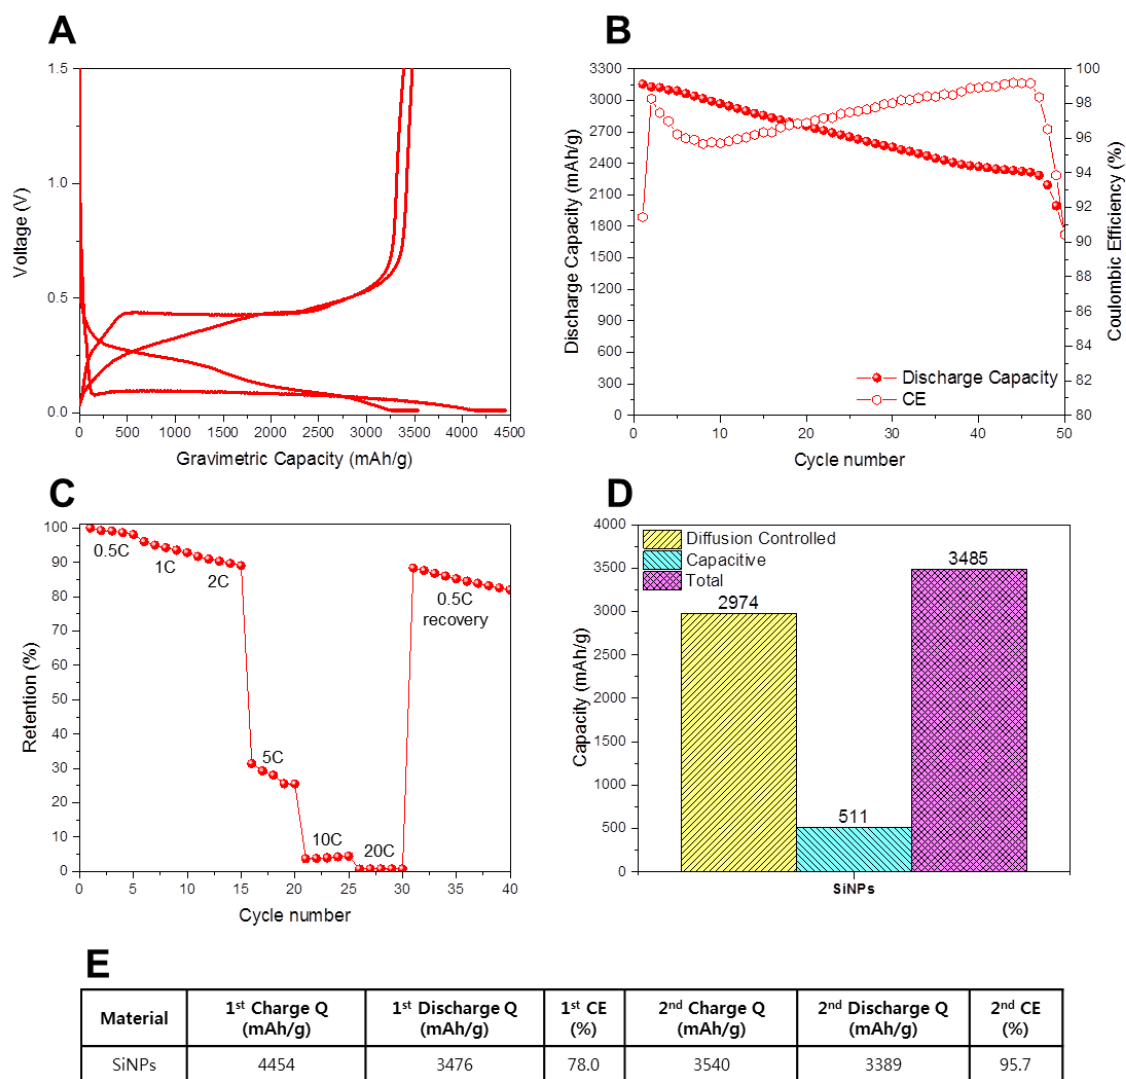 A
1.5
1.0
0.5
0.0
Voltage (V)
0 500 1000 1500 2000 2500 3000 3500 4000 4500
Gravimetric Capacity (mAh/g)
B
3300
3000
2700
2400
2100
1800
1500
1200
900
600
300
0
Discharge Capacity (mAh/g)
100
98
96
94
92
90
88
86
84
82
80
Coulombic Efficiency (%)
Discharge Capacity
CE
0 10 20 30 40 50
Cycle number
C
100
90
80
70
60
50
40
30
20
10
0
Retention (%)
0.5C
1C
2C
5C
10C
20C
0.5C
recovery
0 5 10 15 20 25 30 35 40
Cycle number
D
4000
3500
3000
2500
2000
1500
1000
500
0
Capacity (mAh/g)
Diffusion Controlled
Capacitive
Total
2974
511
3485
SiNPs
E
Material 1st Charge Q (mAh/g) 1st Discharge Q (mAh/g) 1st CE (%) 2nd Charge Q (mAh/g) 2nd Discharge Q (mAh/g) 2nd CE (%)
SiNPs 4454 3476 78.0 3540 3389 95.7